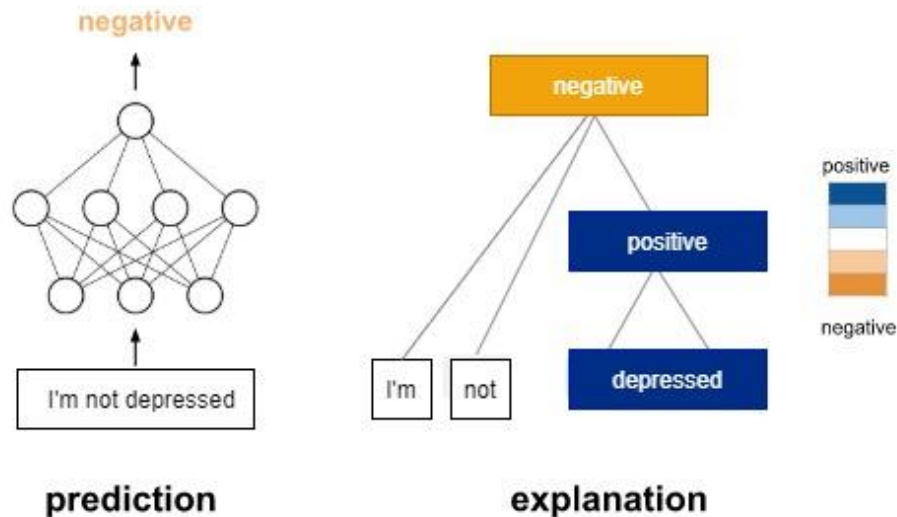 negative
I'm not depressed
prediction
negative
positive
I'm
not
depressed
explanation
positive
negative